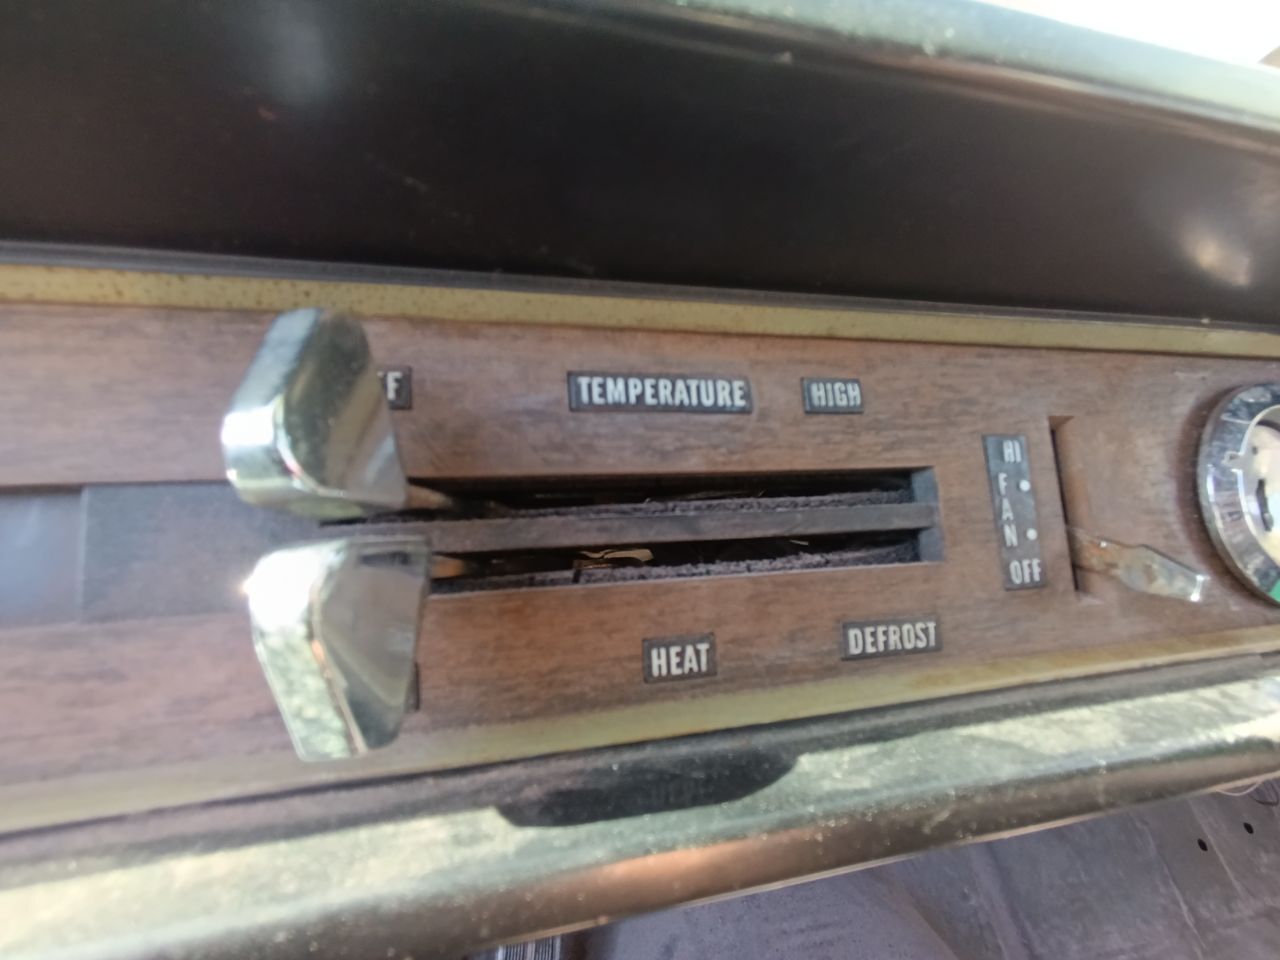 TEMPERATURE HIGH
HI
FAN
OFF
HEAT DEFROST